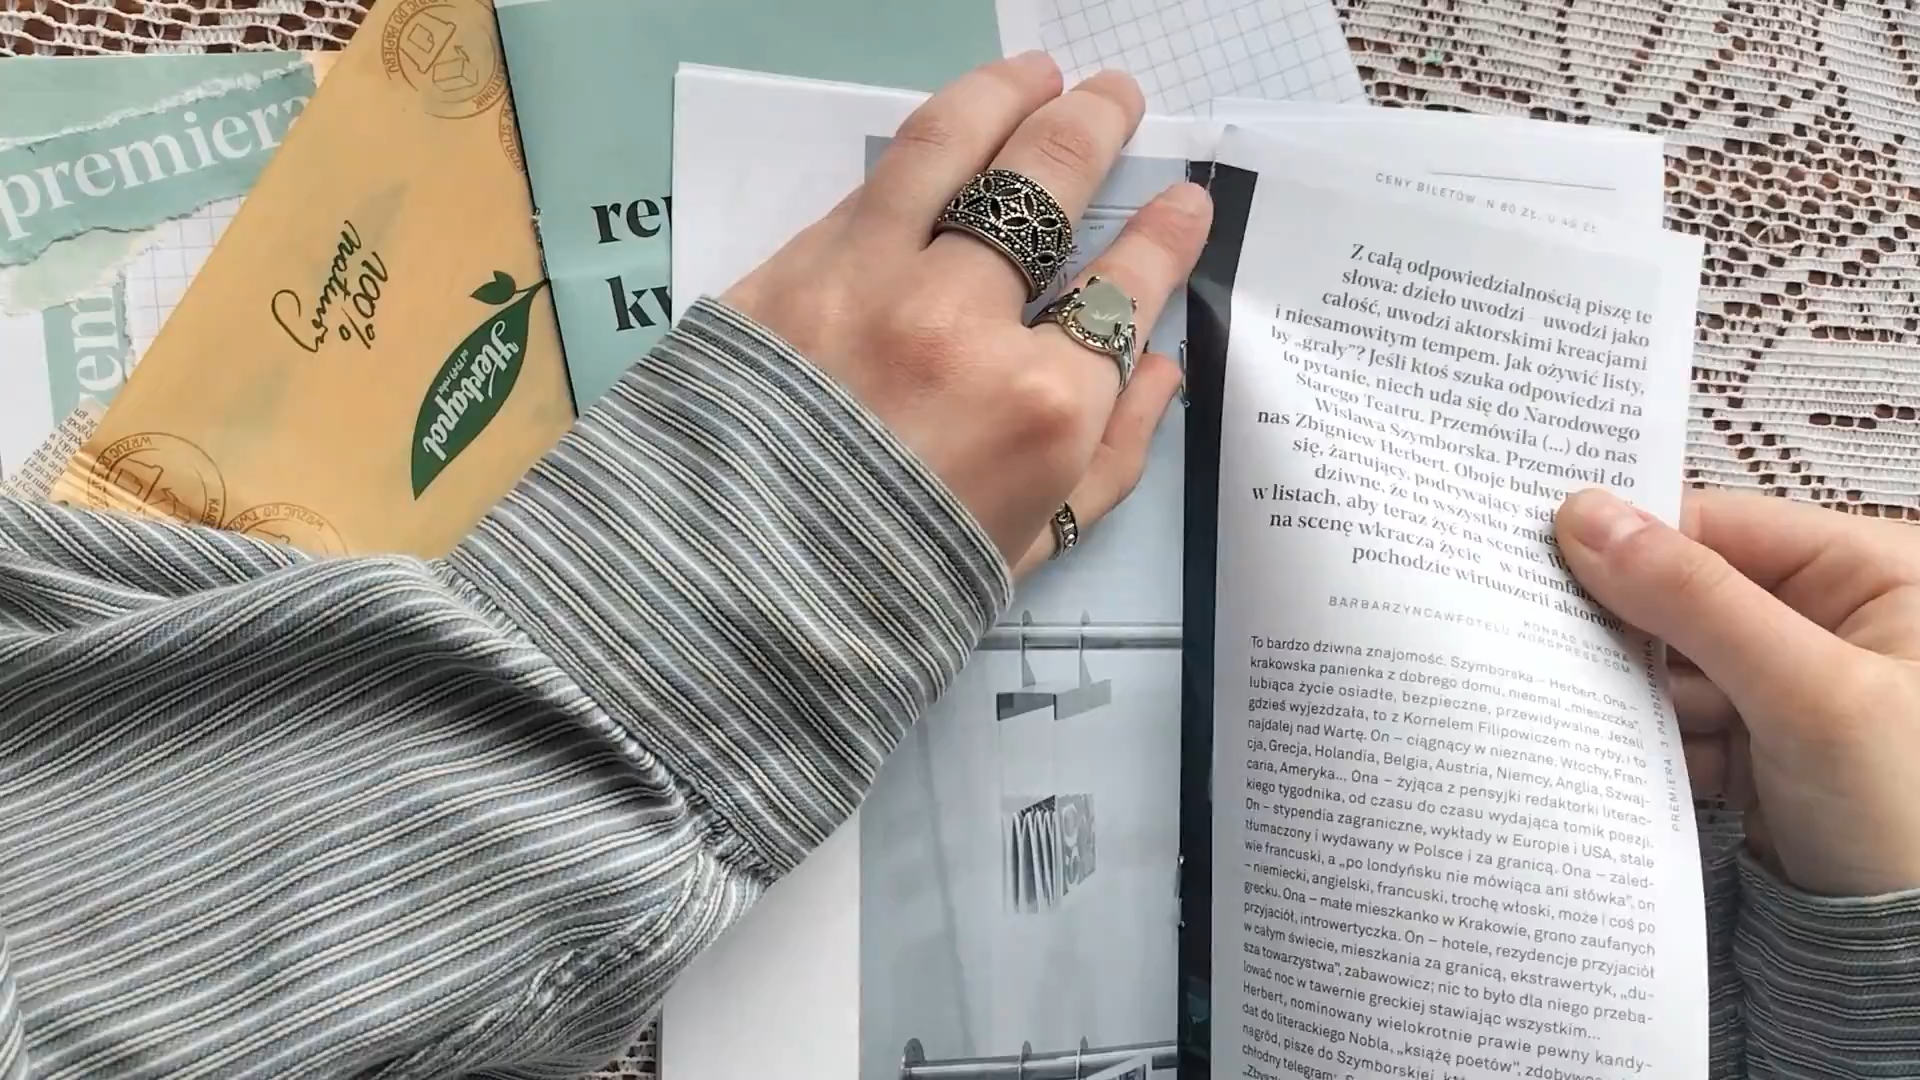 premiera
100%
natury
Herbapol
re
ky
CENY BILETÓW: N 60 ZŁ, U 45 ZŁ
Z całą odpowiedzialnością piszę te
słowa: dzieło uwodzi – uwodzi jako
całość, uwodzi aktorskimi kreacjami
i niesamowitym tempem. Jak ożywić listy,
by „grały”? Jeśli ktoś szuka odpowiedzi na
to pytanie, niech uda się do Narodowego
Starego Teatru. Przemówiła (...) do nas
Wisława Szymborska. Przemówił do
nas Zbigniew Herbert. Oboje bulwer
się, żartujący, podrywający sieb
dziwne, że to wszystko zmie
w listach, aby teraz żyć na scenie. W
na scenę wkracza życie – w triumfal
pochodzie wirtuozerii aktorów.
KONRAD SIKORA
BARBARZYNCAWFOTELU.WORDPRESS.COM
To bardzo dziwna znajomość. Szymborska – Herbert. Ona –
krakowska panienka z dobrego domu, nieomal „mieszczka”,
lubiąca życie osiadłe, bezpieczne, przewidywalne. Jeżeli
gdzieś wyjeżdżała, to z Kornelem Filipowiczem na ryby, i to
najdalej nad Wartę. On – ciągnący w nieznane: Włochy, Fran-
cja, Grecja, Holandia, Belgia, Austria, Niemcy, Anglia, Szwaj-
caria, Ameryka... Ona – żyjąca z pensyjki redaktorki literac-
kiego tygodnika, od czasu do czasu wydająca tomik poezji.
On – stypendia zagraniczne, wykłady w Europie i USA, stale
tłumaczony i wydawany w Polsce i za granicą. Ona – zaled-
wie francuski, a „po londyńsku nie mówiąca ani słówka”, on
– niemiecki, angielski, francuski, trochę włoski, może i coś po
grecku. Ona – małe mieszkanko w Krakowie, grono zaufanych
przyjaciół, introwertyczka. On – hotele, rezydencje przyjaciół
w całym świecie, mieszkania za granicą, ekstrawertyk, „du-
sza towarzystwa”, zabawowicz; nic to było dla niego przeba-
lować noc w tawernie greckiej stawiając wszystkim...
Herbert, nominowany wielokrotnie prawie pewny kandy-
dat do literackiego Nobla, „książę poetów”, zdobywca
nagród, pisze do Szymborskiej,
chłodny telegram:
PREMIERA: 3 PAŹDZIERNIKA